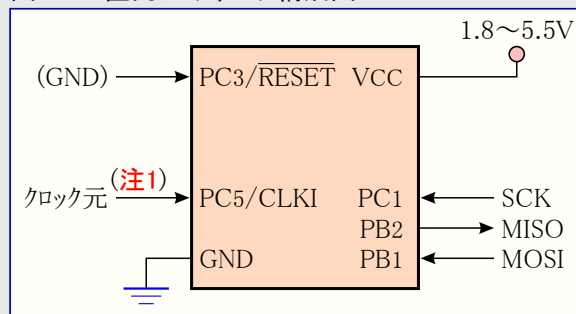 1.8～5.5V
(GND) PC3/RESET VCC
クロック元 (注1) PC5/CLKI PC1 SCK
PB2 MISO
GND PB1 MOSI